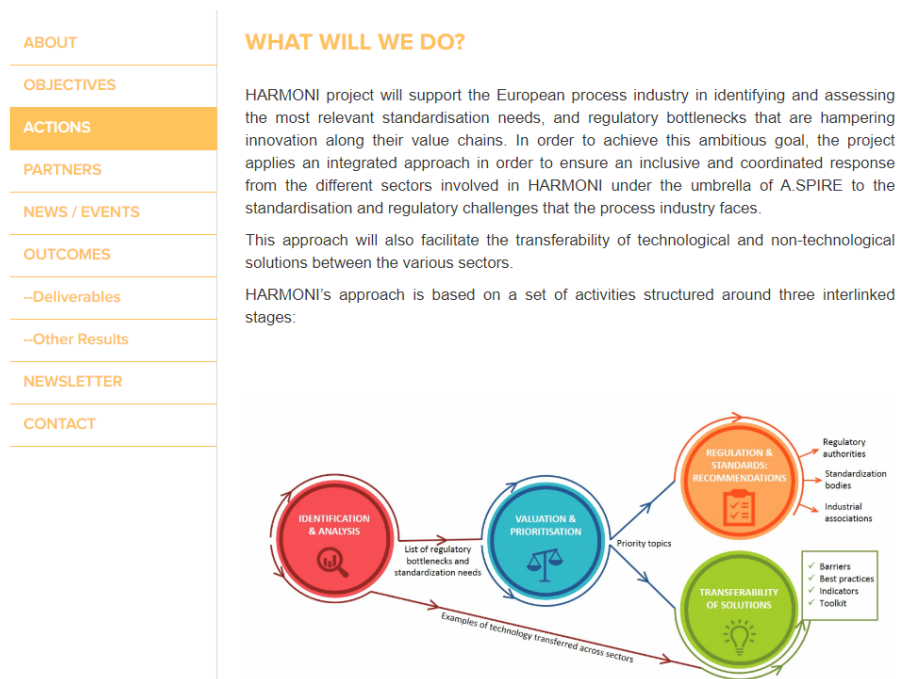 ABOUT
OBJECTIVES
ACTIONS
PARTNERS
NEWS / EVENTS
OUTCOMES
--Deliverables
--Other Results
NEWSLETTER
CONTACT
WHAT WILL WE DO?
HARMONI project will support the European process industry in identifying and assessing
the most relevant standardisation needs, and regulatory bottlenecks that are hampering
innovation along their value chains. In order to achieve this ambitious goal, the project
applies an integrated approach in order to ensure an inclusive and coordinated response
from the different sectors involved in HARMONI under the umbrella of A.SPIRE to the
standardisation and regulatory challenges that the process industry faces.
This approach will also facilitate the transferability of technological and non-technological
solutions between the various sectors.
HARMONI's approach is based on a set of activities structured around three interlinked
stages:
IDENTIFICATION
& ANALYSIS
List of regulatory
bottlenecks and
standardization needs
VALUATION &
PRIORITISATION
Priority topics
REGULATION &
STANDARDS:
RECOMMENDATIONS
Regulatory
authorities
Standardization
bodies
Industrial
associations
TRANSFERABILITY
OF SOLUTIONS
✓ Barriers
✓ Best practices
✓ Indicators
✓ Toolkit
Examples of technology transferred across sectors